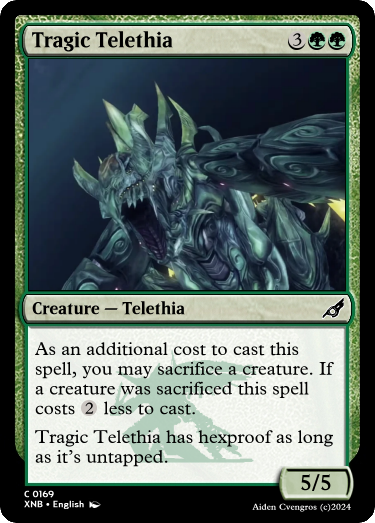 Tragic Telethia 3
Creature — Telethia
As an additional cost to cast this
spell, you may sacrifice a creature. If
a creature was sacrificed this spell
costs 2 less to cast.
Tragic Telethia has hexproof as long
as it's untapped.
5/5
C 0169
XNB • English
Aiden Cvengros (c)2024